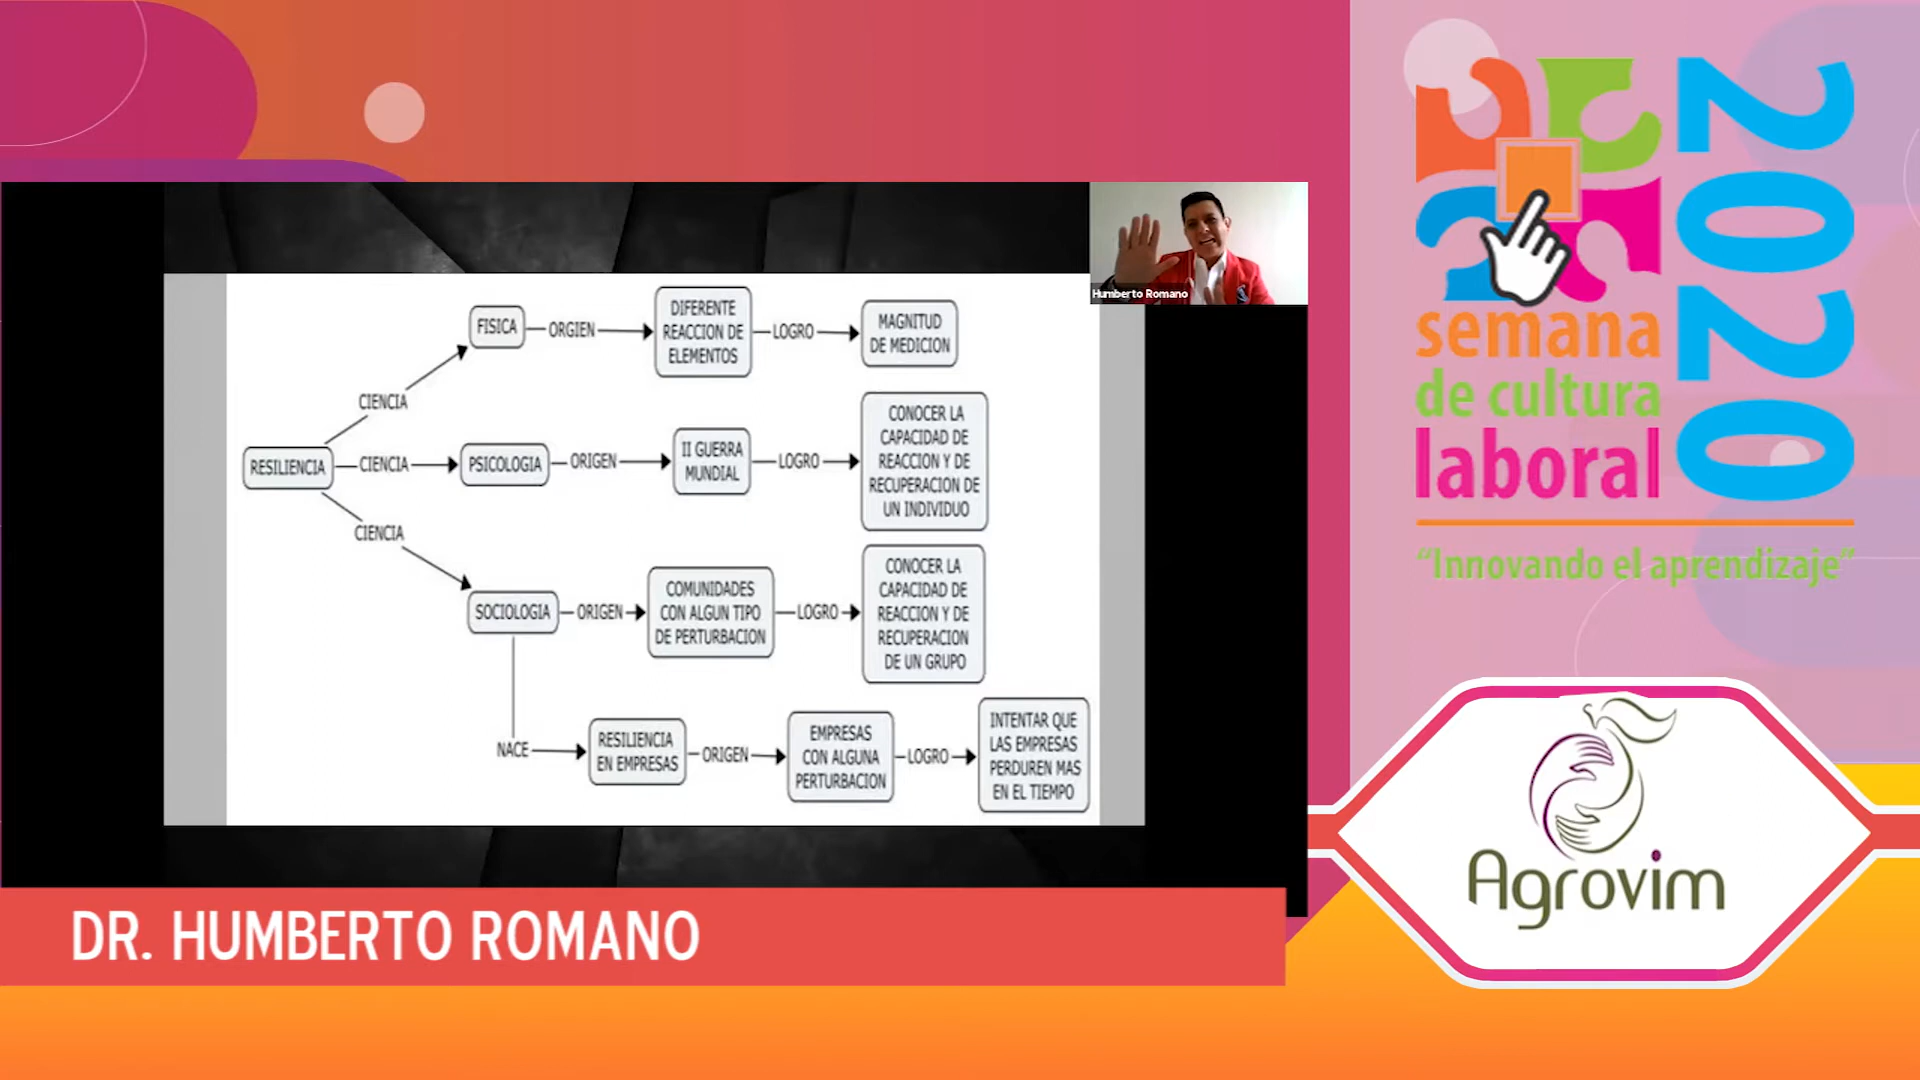 FISICA
ORGIEN
DIFERENTE
REACCION DE
ELEMENTOS
LOGRO
MAGNITUD
DE MEDICION
CIENCIA
RESILIENCIA
CIENCIA
PSICOLOGIA
ORIGEN
II GUERRA
MUNDIAL
LOGRO
CONOCER LA
CAPACIDAD DE
REACCION Y DE
RECUPERACION DE
UN INDIVIDUO
CIENCIA
SOCIOLOGIA
ORIGEN
COMUNIDADES
CON ALGUN TIPO
DE PERTURBACION
LOGRO
CONOCER LA
CAPACIDAD DE
REACCION Y DE
RECUPERACION
DE UN GRUPO
NACE
RESILIENCIA
EN EMPRESAS
ORIGEN
EMPRESAS
CON ALGUNA
PERTURBACION
LOGRO
INTENTAR QUE
LAS EMPRESAS
PERDUREN MAS
EN EL TIEMPO
Humberto Romano
DR. HUMBERTO ROMANO
semana
de cultura
laboral
2020
"Innovando el aprendizaje"
Agrovim